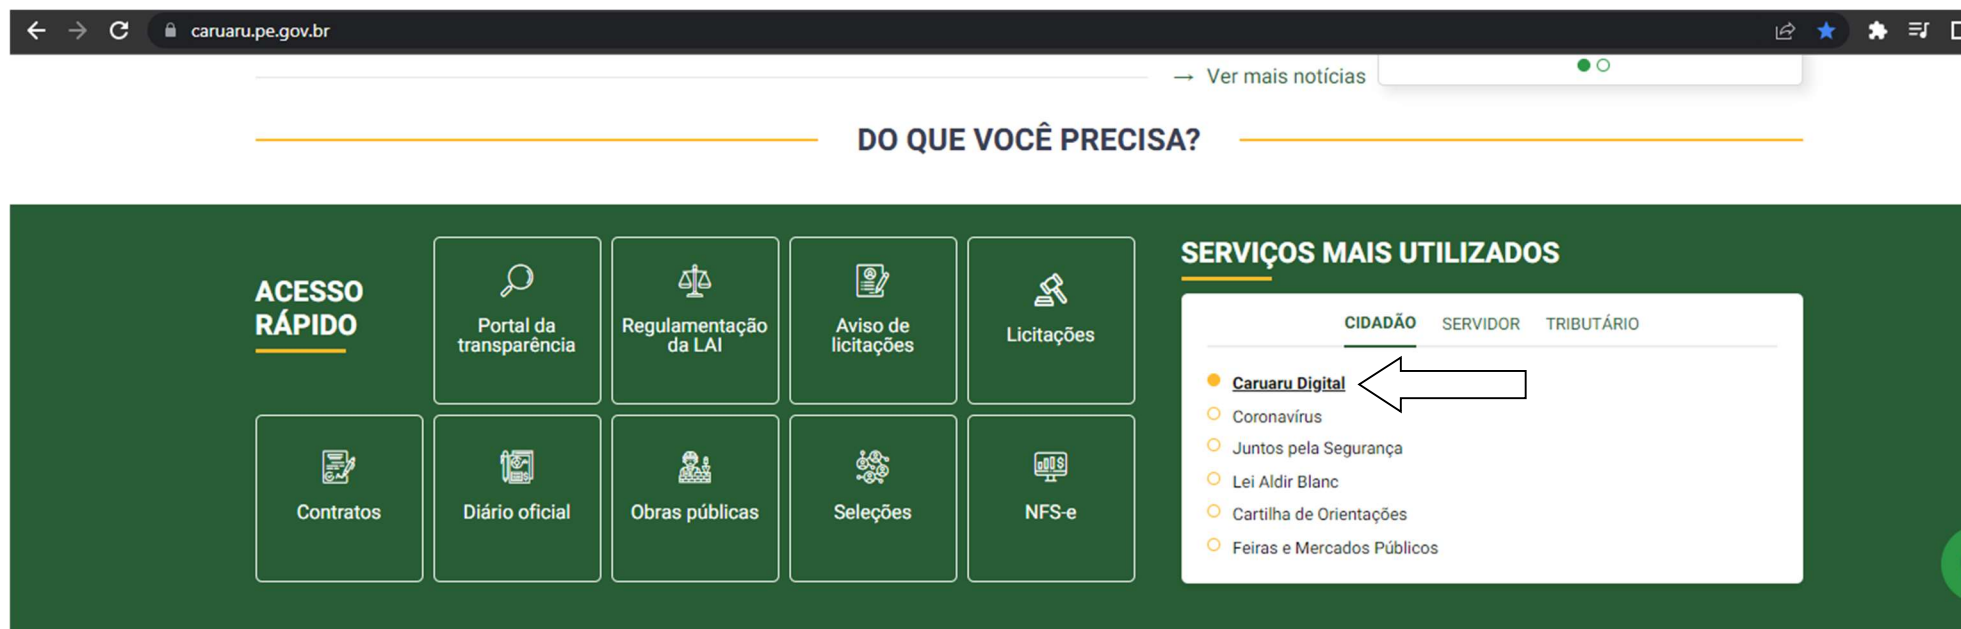 caruaru.pe.gov.br
→ Ver mais notícias
DO QUE VOCÊ PRECISA?
ACESSO
RÁPIDO
Portal da
transparência
Regulamentação
da LAI
Aviso de
licitações
Licitações
Contratos
Diário oficial
Obras públicas
Seleções
NFS-e
SERVIÇOS MAIS UTILIZADOS
CIDADÃO SERVIDOR TRIBUTÁRIO
Caruaru Digital
Coronavírus
Juntos pela Segurança
Lei Aldir Blanc
Cartilha de Orientações
Feiras e Mercados Públicos